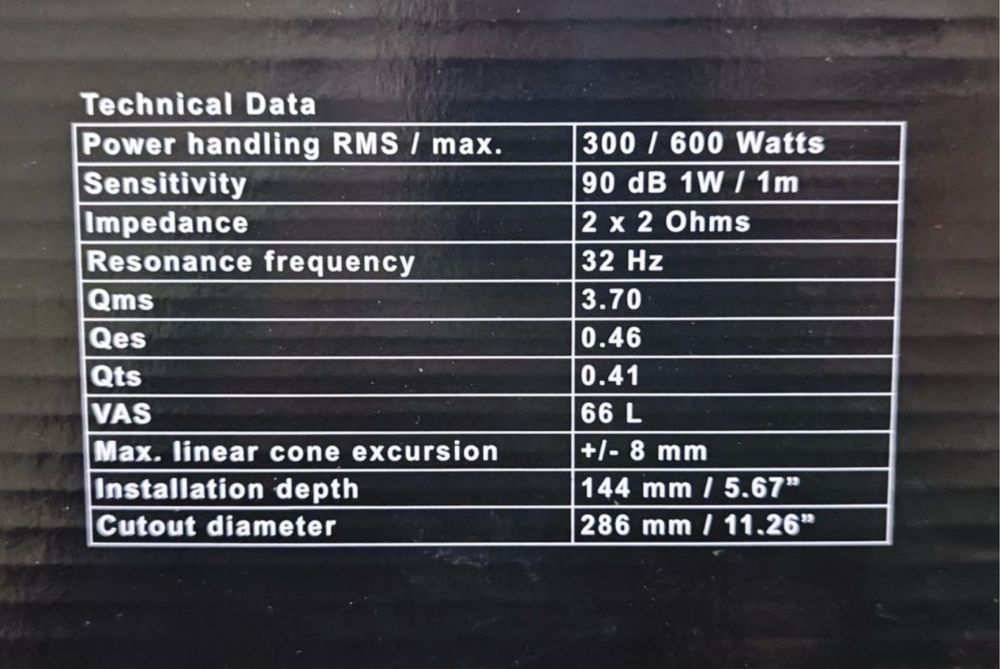 Technical Data
Power handling RMS / max. 300 / 600 Watts
Sensitivity 90 dB 1W / 1m
Impedance 2 x 2 Ohms
Resonance frequency 32 Hz
Qms 3.70
Qes 0.46
Qts 0.41
VAS 66 L
Max. linear cone excursion +/- 8 mm
Installation depth 144 mm / 5.67”
Cutout diameter 286 mm / 11.26”